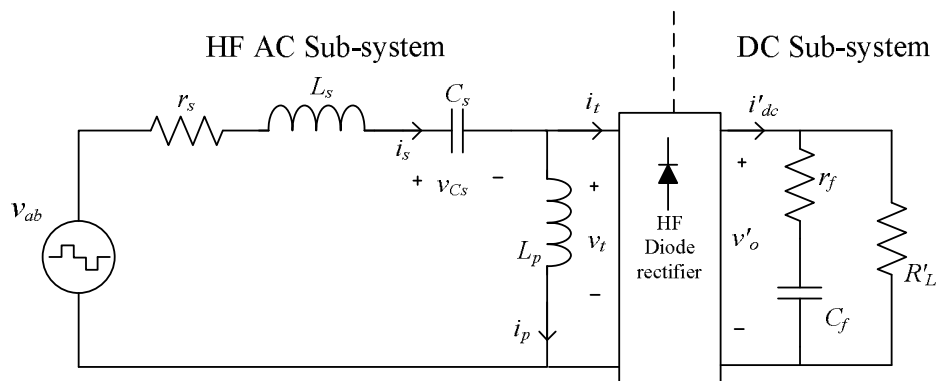 HF AC Sub-system
DC Sub-system
L_s
C_s
r_s
i_t
i'_dc
i_s
+ v_Cs −
+
+
r_f
v_ab
HF
Diode
rectifier
L_p
v_t
v'_o
R'_L
−
C_f
i_p
−